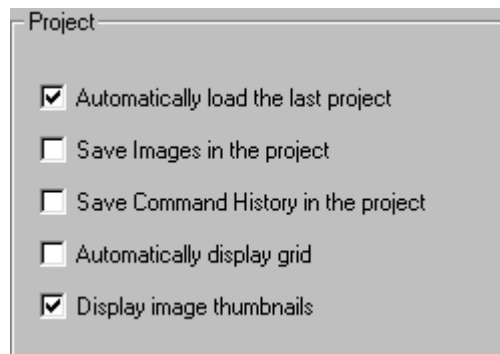 Project
Automatically load the last project
Save Images in the project
Save Command History in the project
Automatically display grid
Display image thumbnails